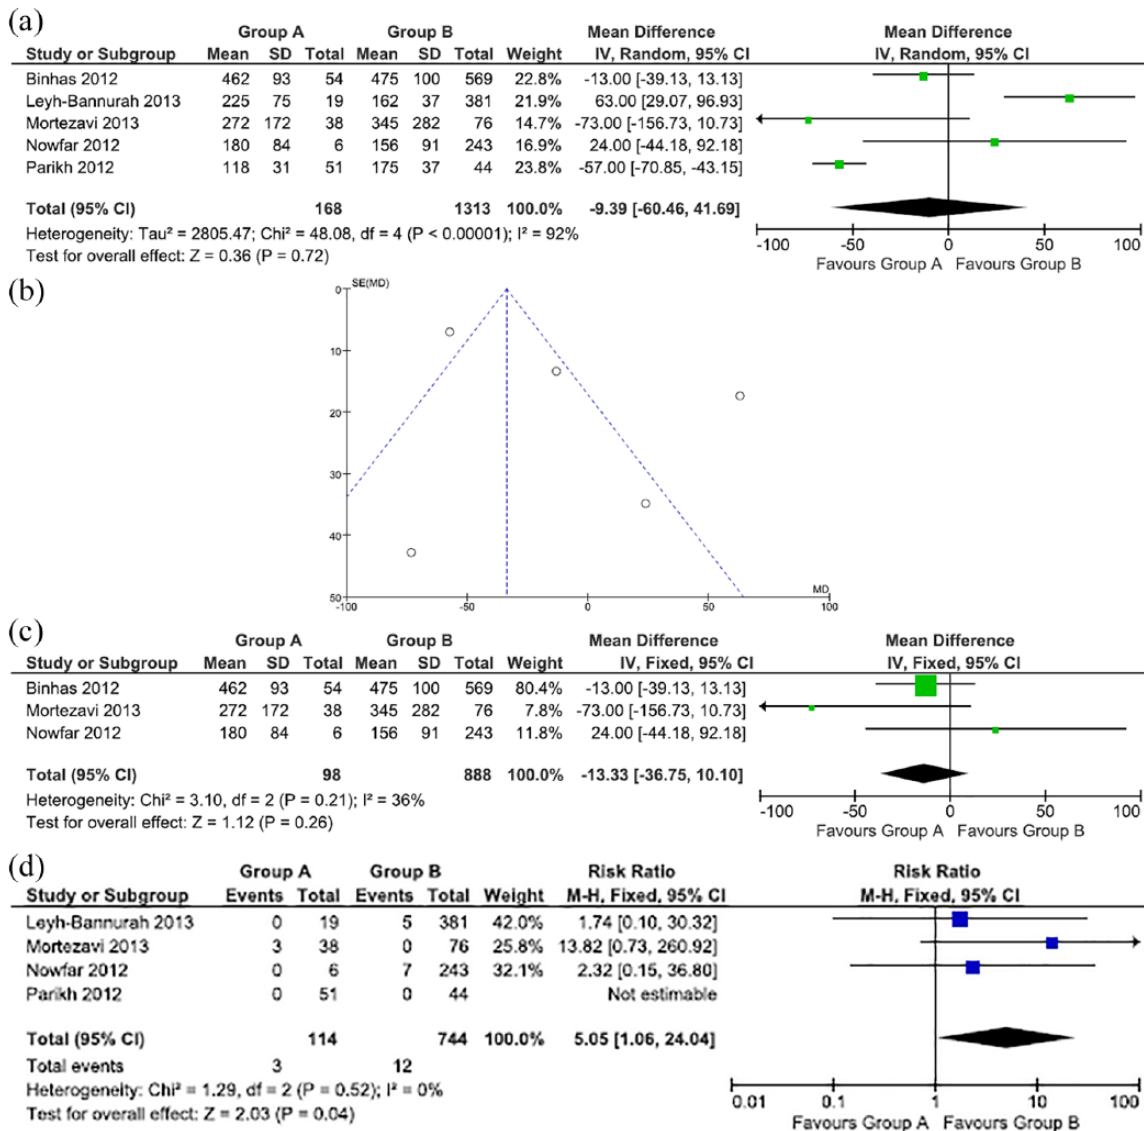 (a)
Group A Group B Mean Difference Mean Difference
Study or Subgroup Mean SD Total Mean SD Total Weight IV, Random, 95% CI IV, Random, 95% CI
Binhas 2012 462 93 54 475 100 569 22.8% -13.00 [-39.13, 13.13]
Leyh-Bannurah 2013 225 75 19 162 37 381 21.9% 63.00 [29.07, 96.93]
Mortezavi 2013 272 172 38 345 282 76 14.7% -73.00 [-156.73, 10.73]
Nowfar 2012 180 84 6 156 91 243 16.9% 24.00 [-44.18, 92.18]
Parikh 2012 118 31 51 175 37 44 23.8% -57.00 [-70.85, -43.15]
Total (95% CI) 168 1313 100.0% -9.39 [-60.46, 41.69]
Heterogeneity: Tau² = 2805.47; Chi² = 48.08, df = 4 (P < 0.00001); I² = 92%
Test for overall effect: Z = 0.36 (P = 0.72)
-100 -50 0 50 100
Favours Group A Favours Group B
(b)
SE(MD)
0
10
20
30
40
50
MD
-100 -50 0 50 100
(c)
Group A Group B Mean Difference Mean Difference
Study or Subgroup Mean SD Total Mean SD Total Weight IV, Fixed, 95% CI IV, Fixed, 95% CI
Binhas 2012 462 93 54 475 100 569 80.4% -13.00 [-39.13, 13.13]
Mortezavi 2013 272 172 38 345 282 76 7.8% -73.00 [-156.73, 10.73]
Nowfar 2012 180 84 6 156 91 243 11.8% 24.00 [-44.18, 92.18]
Total (95% CI) 98 888 100.0% -13.33 [-36.75, 10.10]
Heterogeneity: Chi² = 3.10, df = 2 (P = 0.21); I² = 36%
Test for overall effect: Z = 1.12 (P = 0.26)
-100 -50 0 50 100
Favours Group A Favours Group B
(d)
Group A Group B Risk Ratio Risk Ratio
Study or Subgroup Events Total Events Total Weight M-H, Fixed, 95% CI M-H, Fixed, 95% CI
Leyh-Bannurah 2013 0 19 5 381 42.0% 1.74 [0.10, 30.32]
Mortezavi 2013 3 38 0 76 25.8% 13.82 [0.73, 260.92]
Nowfar 2012 0 6 7 243 32.1% 2.32 [0.15, 36.80]
Parikh 2012 0 51 0 44 Not estimable
Total (95% CI) 114 744 100.0% 5.05 [1.06, 24.04]
Total events 3 12
Heterogeneity: Chi² = 1.29, df = 2 (P = 0.52); I² = 0%
Test for overall effect: Z = 2.03 (P = 0.04)
0.01 0.1 1 10 100
Favours Group A Favours Group B